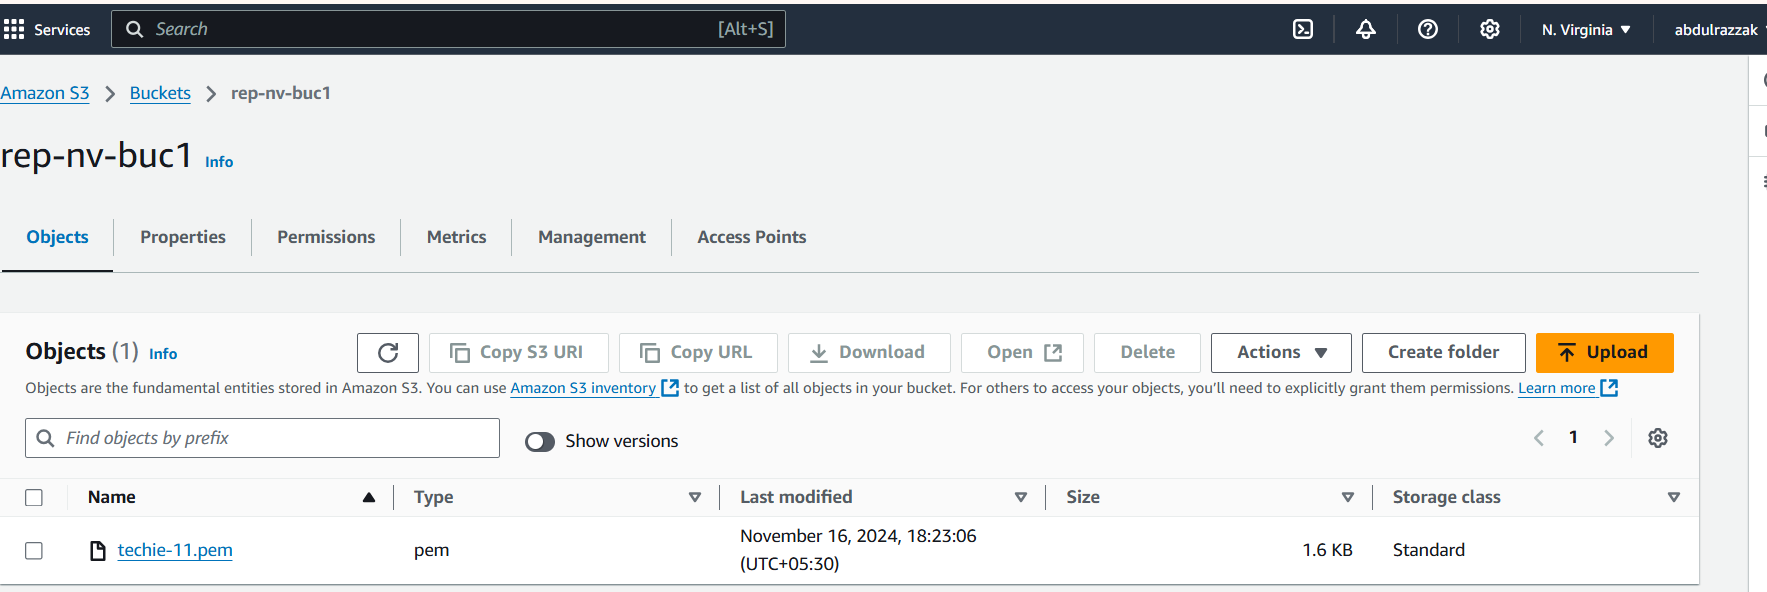 Services Search [Alt+S] N. Virginia abdulrazzak
Amazon S3 Buckets rep-nv-buc1
rep-nv-buc1 Info
Objects Properties Permissions Metrics Management Access Points
Objects (1) Info Copy S3 URI Copy URL Download Open Delete Actions Create folder Upload
Objects are the fundamental entities stored in Amazon S3. You can use Amazon S3 inventory to get a list of all objects in your bucket. For others to access your objects, you'll need to explicitly grant them permissions. Learn more
Find objects by prefix Show versions 1
Name Type Last modified Size Storage class
techie-11.pem pem November 16, 2024, 18:23:06 (UTC+05:30) 1.6 KB Standard